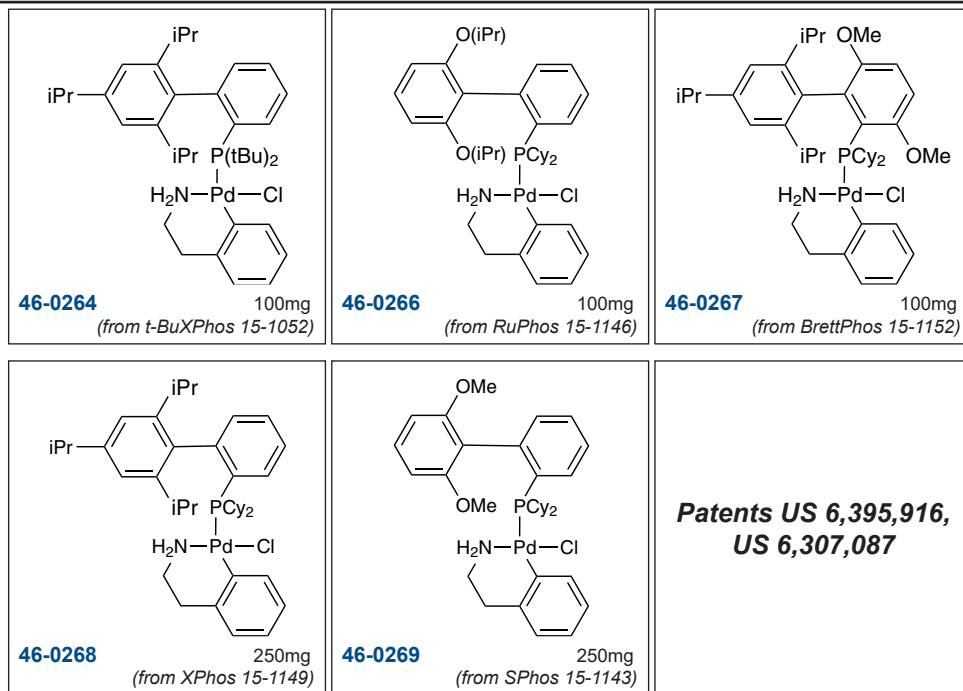 iPr
iPr
iPr
P(tBu)2
H2N Pd Cl
46-0264 100mg
(from t-BuXPhos 15-1052)
O(iPr)
O(iPr)
PCy2
H2N Pd Cl
46-0266 100mg
(from RuPhos 15-1146)
iPr OMe
iPr
iPr
PCy2 OMe
H2N Pd Cl
46-0267 100mg
(from BrettPhos 15-1152)
iPr
iPr
iPr
PCy2
H2N Pd Cl
46-0268 250mg
(from XPhos 15-1149)
OMe
OMe
PCy2
H2N Pd Cl
46-0269 250mg
(from SPhos 15-1143)
Patents US 6,395,916,
US 6,307,087